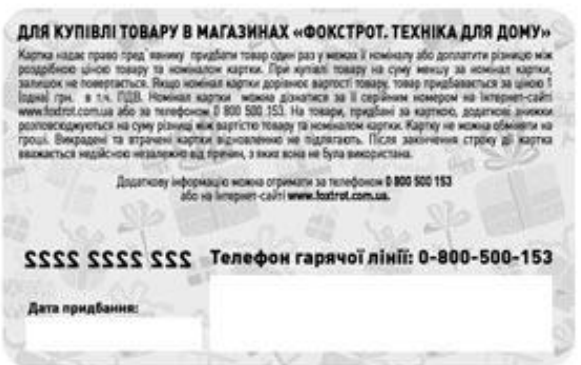 ДЛЯ КУПІВЛІ ТОВАРУ В МАГАЗИНАХ «ФОКСТРОТ. ТЕХНІКА ДЛЯ ДОМУ»
Картка надає право пред`явнику придбати товар один раз у межах її номіналу або доплатити різницю між
роздрібною ціною товару та номіналом картки. При купівлі товару на суму меншу за номінал картки,
залишок не повертається. Якщо номінал картки дорівнює вартості товару, товар придбавається за ціною 1
(одна) грн. в т.ч. ПДВ. Номінал картки можна дізнатися за її серійним номером на Інтернет-сайті
www.foxtrot.com.ua або за телефоном 0 800 500 153. На товари, придбані за карткою, додаткові знижки
розповсюджуються на суму різниці між вартістю товару та номіналом картки. Картку не можна обміняти на
гроші. Викрадені та втрачені картки відновленню не підлягають. Після закінчення строку дії картка
вважається недійсною незалежно від причин, з яких вона не була використана.
Додаткову інформацію можна отримати за телефоном 0 800 500 153
або на Інтернет-сайті www.foxtrot.com.ua.
2222 2222 222 Телефон гарячої лінії: 0-800-500-153
Дата придбання: